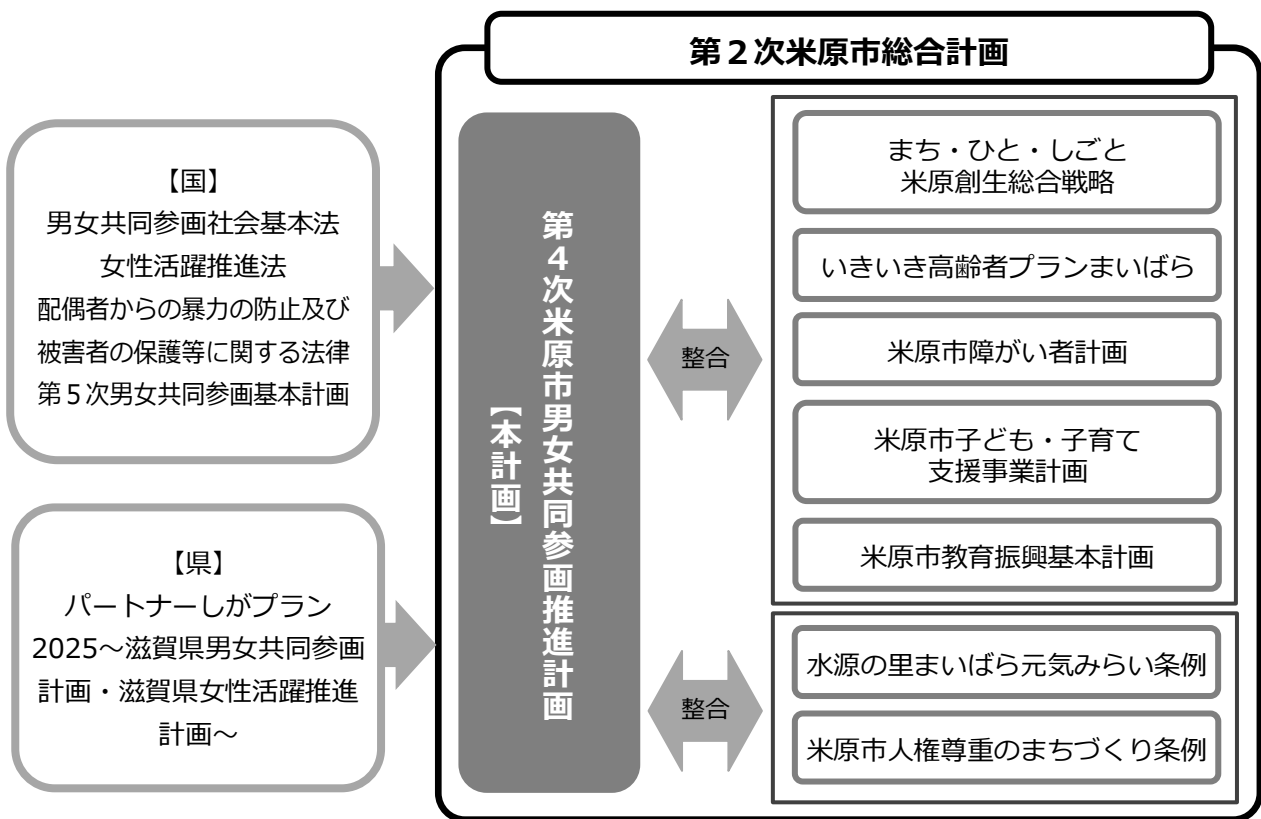 第２次米原市総合計画
【国】
男女共同参画社会基本法
女性活躍推進法
配偶者からの暴力の防止及び
被害者の保護等に関する法律
第５次男女共同参画基本計画
【県】
パートナーしがプラン
2025～滋賀県男女共同参画
計画・滋賀県女性活躍推進
計画～
第４次米原市男女共同参画推進計画
【本計画】
整合
整合
まち・ひと・しごと
米原創生総合戦略
いきいき高齢者プランまいばら
米原市障がい者計画
米原市子ども・子育て
支援事業計画
米原市教育振興基本計画
水源の里まいばら元気みらい条例
米原市人権尊重のまちづくり条例